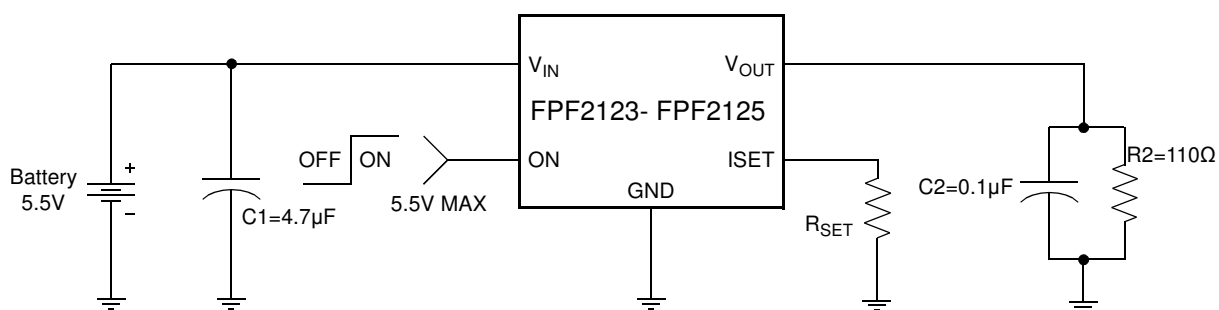 V_IN
V_OUT
FPF2123- FPF2125
OFF
ON
ON
ISET
R2=110Ω
Battery
5.5V
+
−
C1=4.7µF
5.5V MAX
GND
R_SET
C2=0.1µF